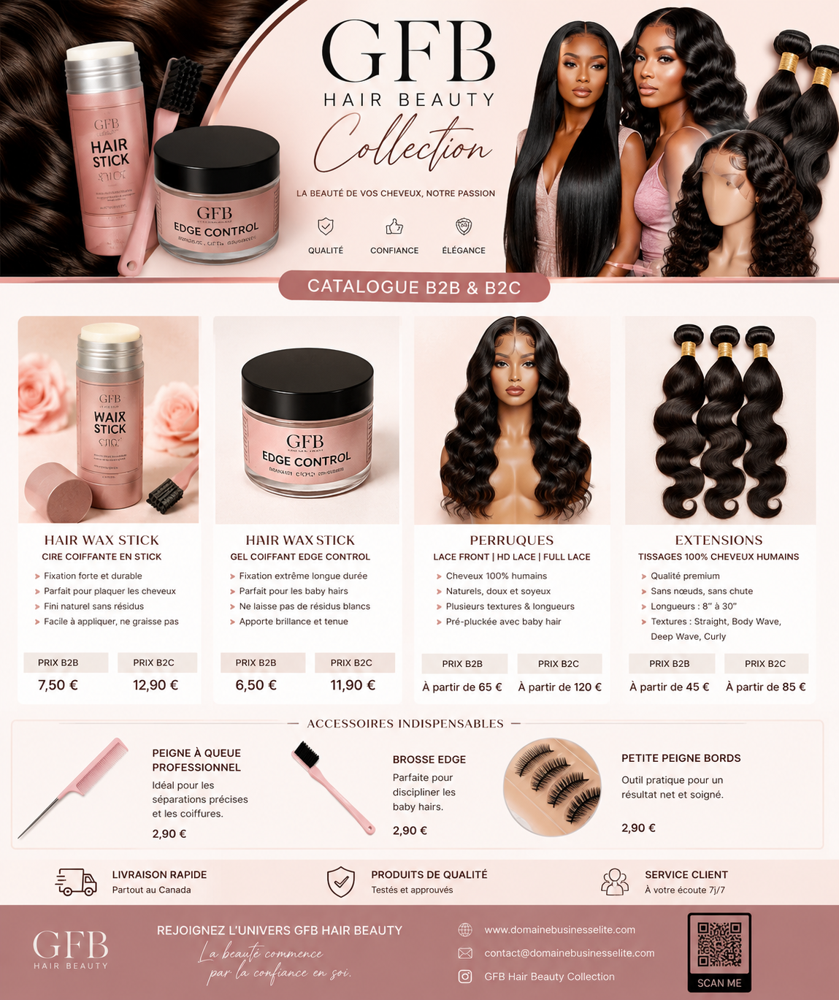 GFB
HAIR BEAUTY
Collection
LA BEAUTÉ DE VOS CHEVEUX, NOTRE PASSION
QUALITÉ
CONFIANCE
ÉLÉGANCE
GFB
HAIR
STICK
GFB
EDGE CONTROL
CATALOGUE B2B & B2C
GFB
WAIX
STICK
GFB
EDGE CONTROL
HAIR WAX STICK
CIRE COIFFANTE EN STICK
➤ Fixation forte et durable
➤ Parfait pour plaquer les cheveux
➤ Fini naturel sans résidus
➤ Facile à appliquer, ne graisse pas
PRIX B2B
PRIX B2C
7,50 €
12,90 €
HAIR WAX STICK
GEL COIFFANT EDGE CONTROL
➤ Fixation extrême longue durée
➤ Parfait pour les baby hairs
➤ Ne laisse pas de résidus blancs
➤ Apporte brillance et tenue
PRIX B2B
PRIX B2C
6,50 €
11,90 €
PERRUQUES
LACE FRONT | HD LACE | FULL LACE
➤ Cheveux 100% humains
➤ Naturels, doux et soyeux
➤ Plusieurs textures & longueurs
➤ Pré-pluckée avec baby hair
PRIX B2B
PRIX B2C
À partir de 65 €
À partir de 120 €
EXTENSIONS
TISSAGES 100% CHEVEUX HUMAINS
➤ Qualité premium
➤ Sans nœuds, sans chute
➤ Longueurs : 8" à 30"
➤ Textures : Straight, Body Wave,
Deep Wave, Curly
PRIX B2B
PRIX B2C
À partir de 45 €
À partir de 85 €
ACCESSOIRES INDISPENSABLES
PEIGNE À QUEUE
PROFESSIONNEL
Idéal pour les
séparations précises
et les coiffures.
2,90 €
BROSSE EDGE
Parfaite pour
discipliner les
baby hairs.
2,90 €
PETITE PEIGNE BORDS
Outil pratique pour un
résultat net et soigné.
2,90 €
LIVRAISON RAPIDE
Partout au Canada
PRODUITS DE QUALITÉ
Testés et approuvés
SERVICE CLIENT
À votre écoute 7j/7
GFB
HAIR BEAUTY
REJOIGNEZ L'UNIVERS GFB HAIR BEAUTY
La beauté commence
par la confiance en soi.
www.domainebusinesselite.com
contact@domainebusinesselite.com
GFB Hair Beauty Collection
SCAN ME